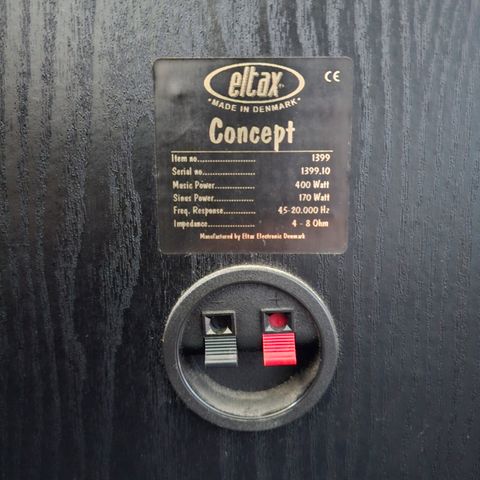 eltax
CE
• MADE IN DENMARK •
Concept
Item no..................... 1399
Serial no.................... 1399.10
Music Power................ 400 Watt
Sinus Power................ 170 Watt
Freq. Response............ 45-20.000 Hz
Impedance................... 4 - 8 Ohm
Manufactured by Eltax Electronic Denmark
- +